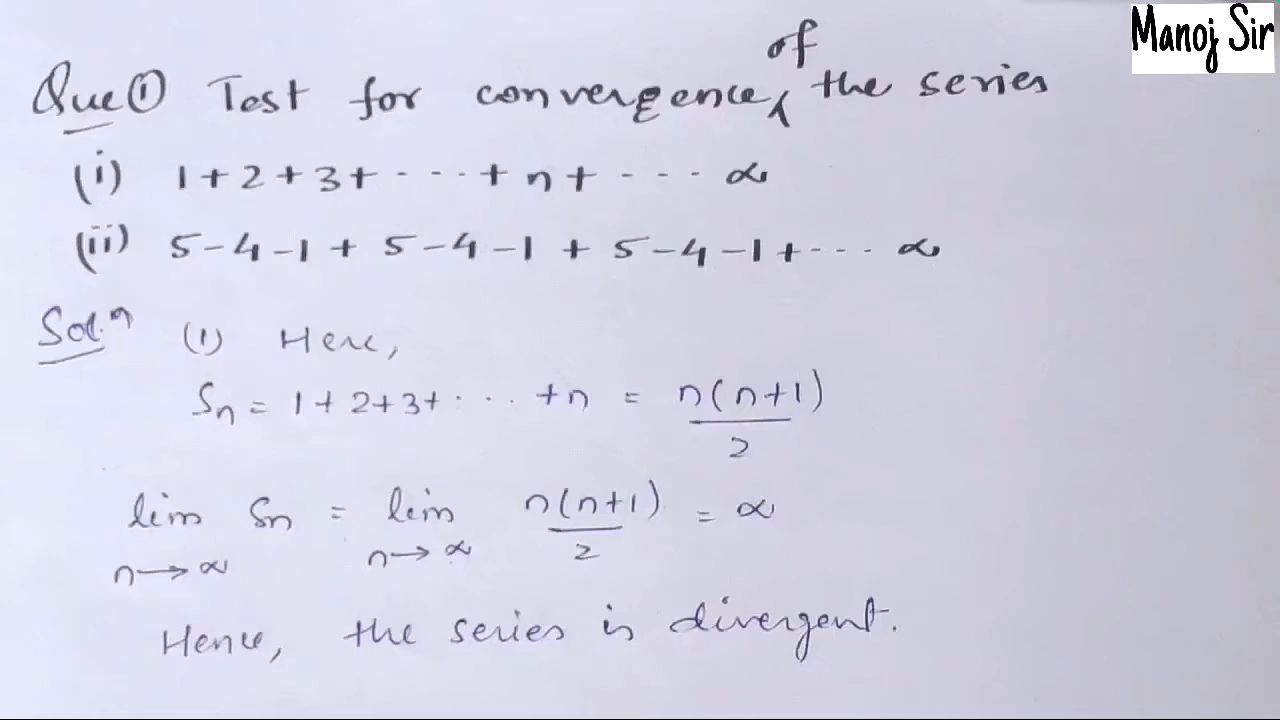 Manoj Sir
Que ① Test for convergence of the series
(i) 1+2+3+ - - - + n + - - - ∞
(ii) 5-4-1 + 5-4-1 + 5-4-1 + - - - ∞
Solⁿ (1) Here,
Sn = 1+2+3+ . . . +n = n(n+1)/2
lim n→∞ Sn = lim n→∞ n(n+1)/2 = ∞
Hence, the series is divergent.